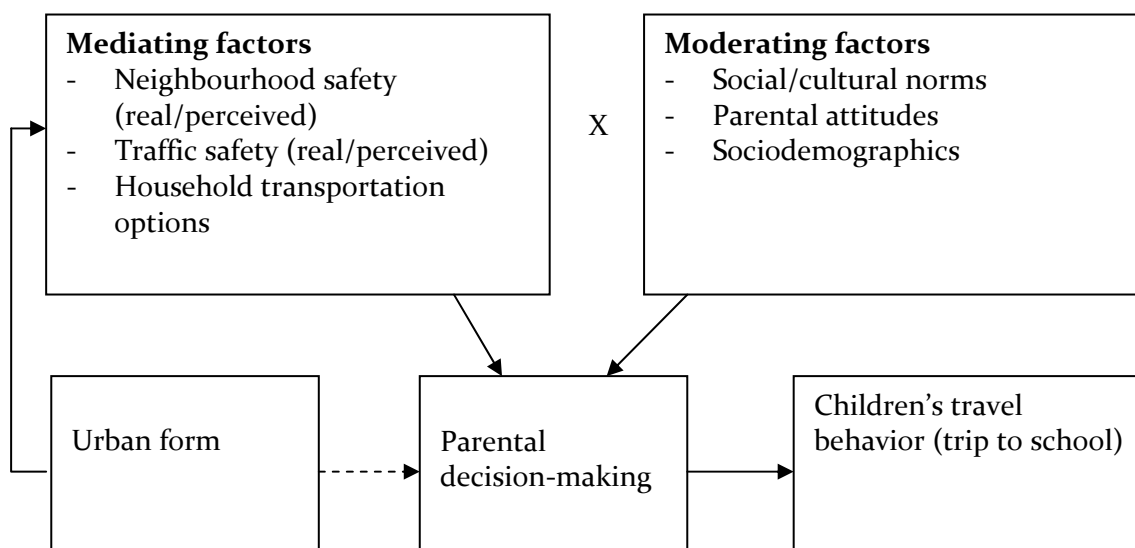 Mediating factors
- Neighbourhood safety
(real/perceived)
- Traffic safety (real/perceived)
- Household transportation
options
X
Moderating factors
- Social/cultural norms
- Parental attitudes
- Sociodemographics
Urban form
Parental
decision-making
Children’s travel
behavior (trip to school)